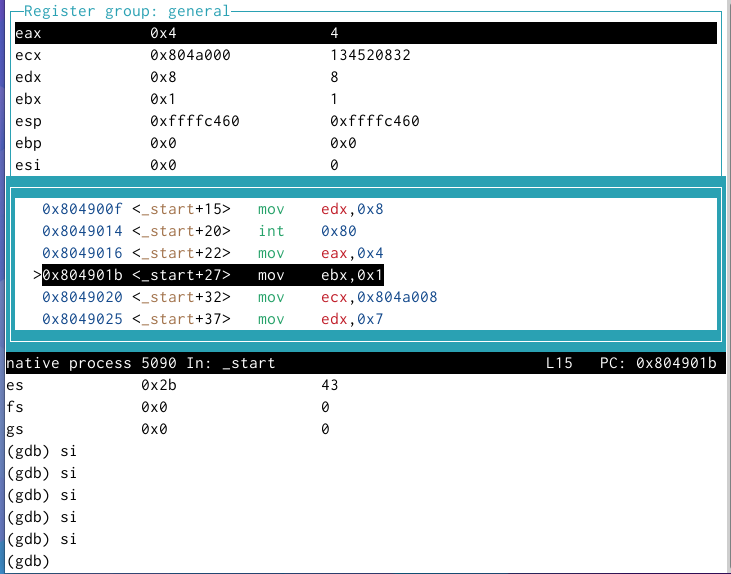 Register group: general
eax 0x4 4
ecx 0x804a000 134520832
edx 0x8 8
ebx 0x1 1
esp 0xffffc460 0xffffc460
ebp 0x0 0x0
esi 0x0 0
0x804900f <_start+15> mov edx,0x8
0x8049014 <_start+20> int 0x80
0x8049016 <_start+22> mov eax,0x4
>0x804901b <_start+27> mov ebx,0x1
0x8049020 <_start+32> mov ecx,0x804a008
0x8049025 <_start+37> mov edx,0x7
native process 5090 In: _start L15 PC: 0x804901b
es 0x2b 43
fs 0x0 0
gs 0x0 0
(gdb) si
(gdb) si
(gdb) si
(gdb) si
(gdb) si
(gdb)